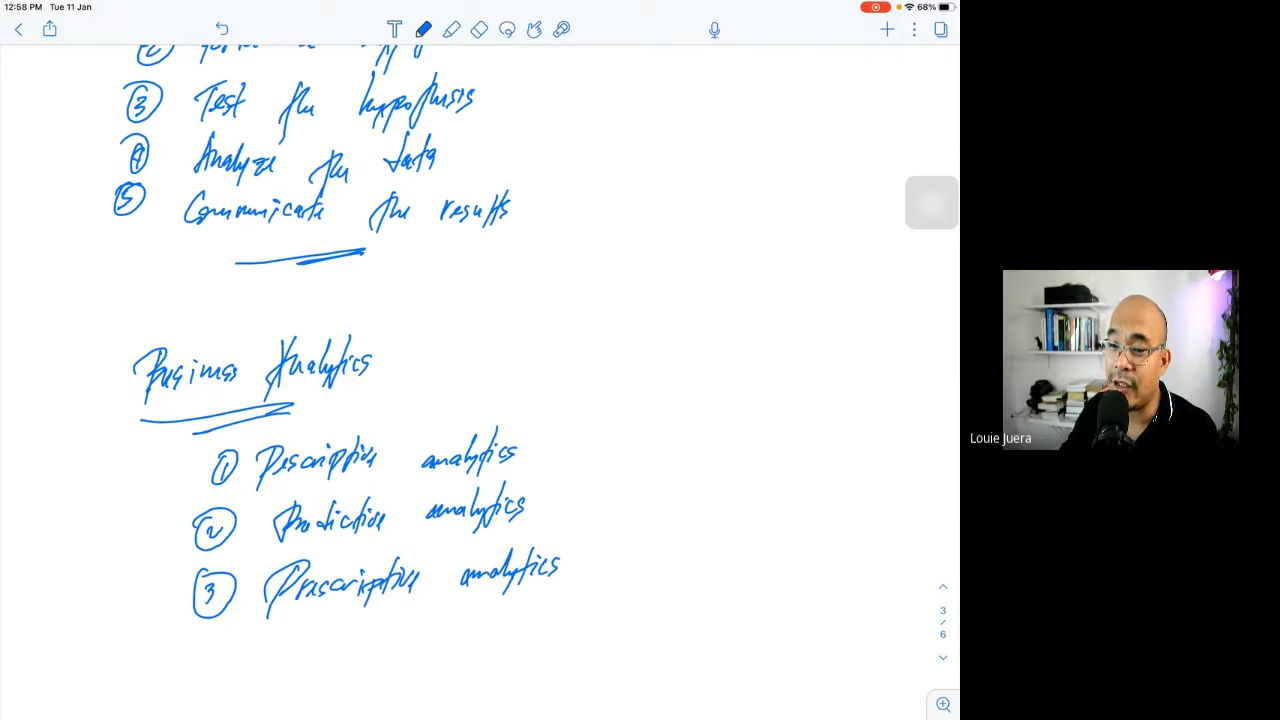 12:58 PM Tue 11 Jan
68%
③ Test the hypothesis
④ Analyze the data
⑤ Communicate the results
Business Analytics
① Descriptive analytics
② Predictive analytics
③ Prescriptive analytics
Louie Juera
3
/
6